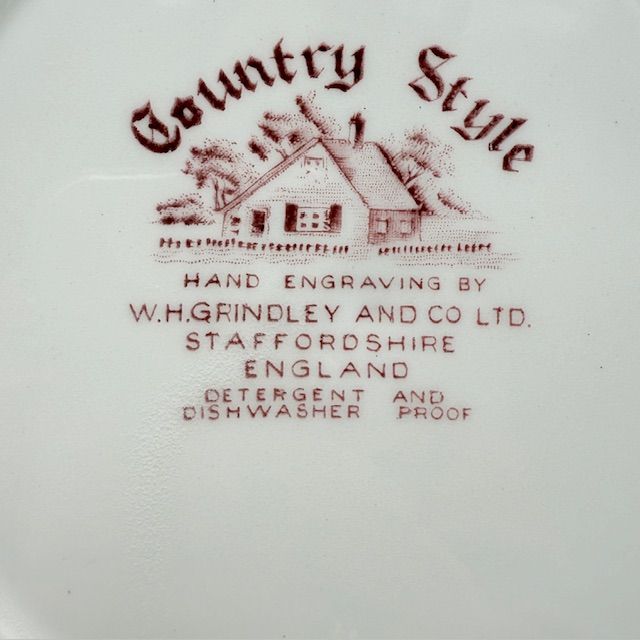 Country Style
HAND ENGRAVING BY
W.H.GRINDLEY AND CO LTD.
STAFFORDSHIRE
ENGLAND
DETERGENT AND
DISHWASHER PROOF